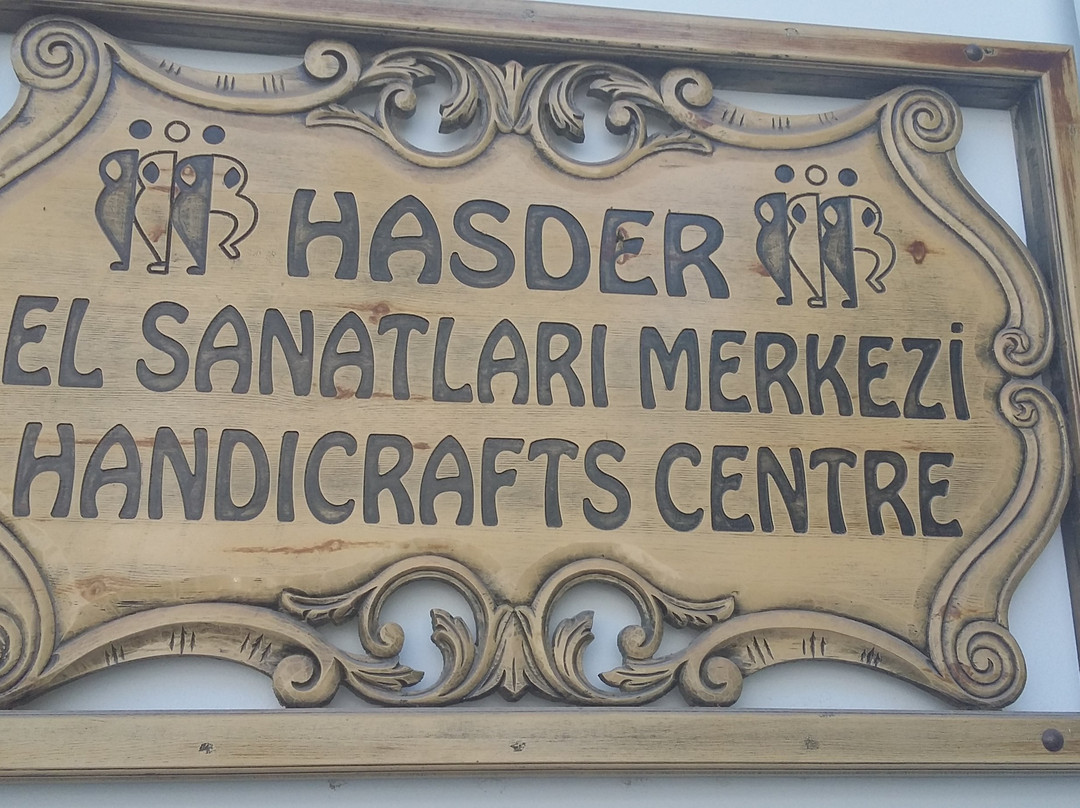 HASDER
EL SANATLARI MERKEZİ
HANDICRAFTS CENTRE